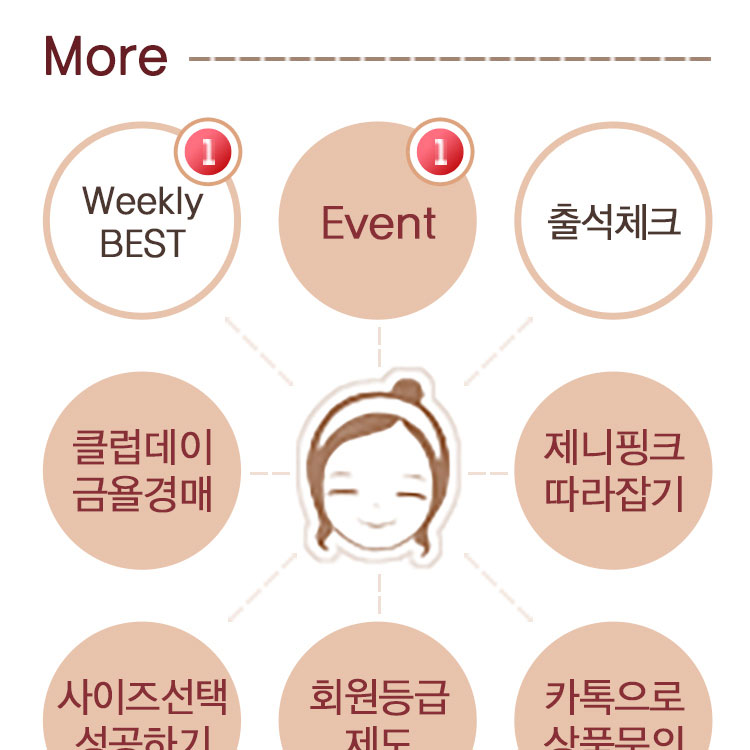 More
1
Weekly
BEST
1
Event
출석체크
클럽데이
금욜경매
제니핑크
따라잡기
사이즈선택
성공하기
회원등급
제도
카톡으로
상품문의